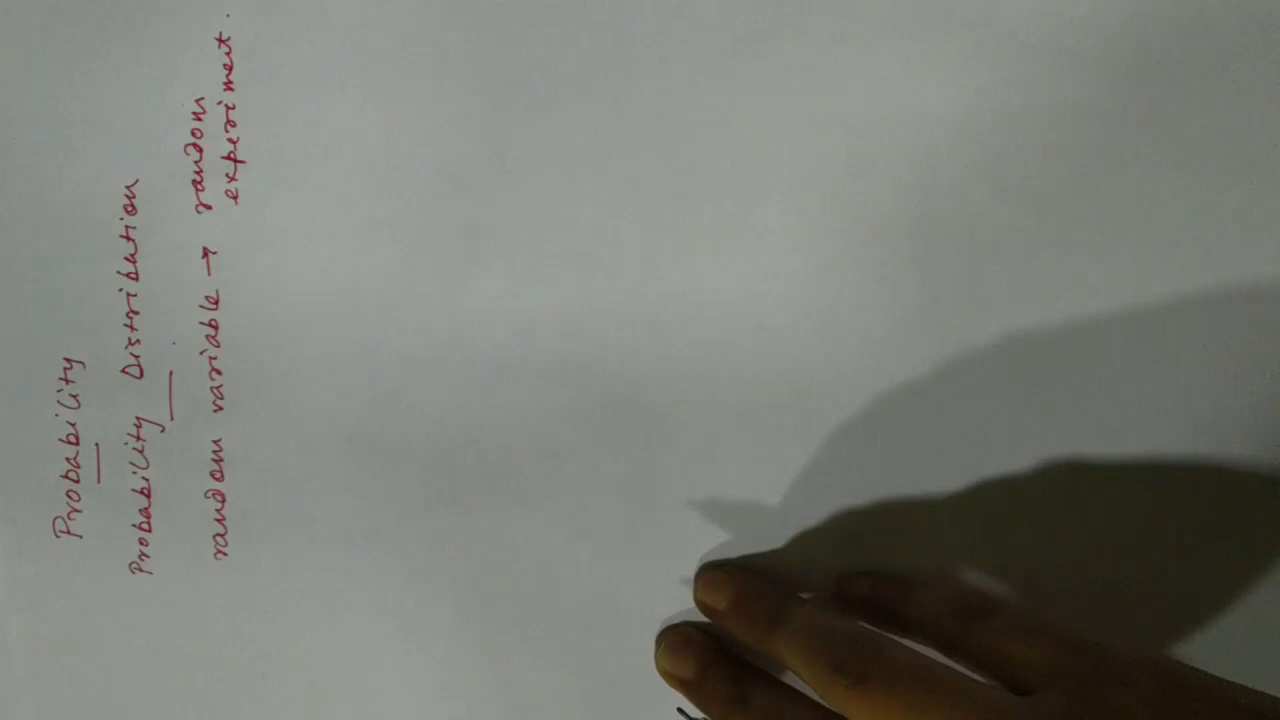 Probability
Probability Distribution
random variable → random
experiment.